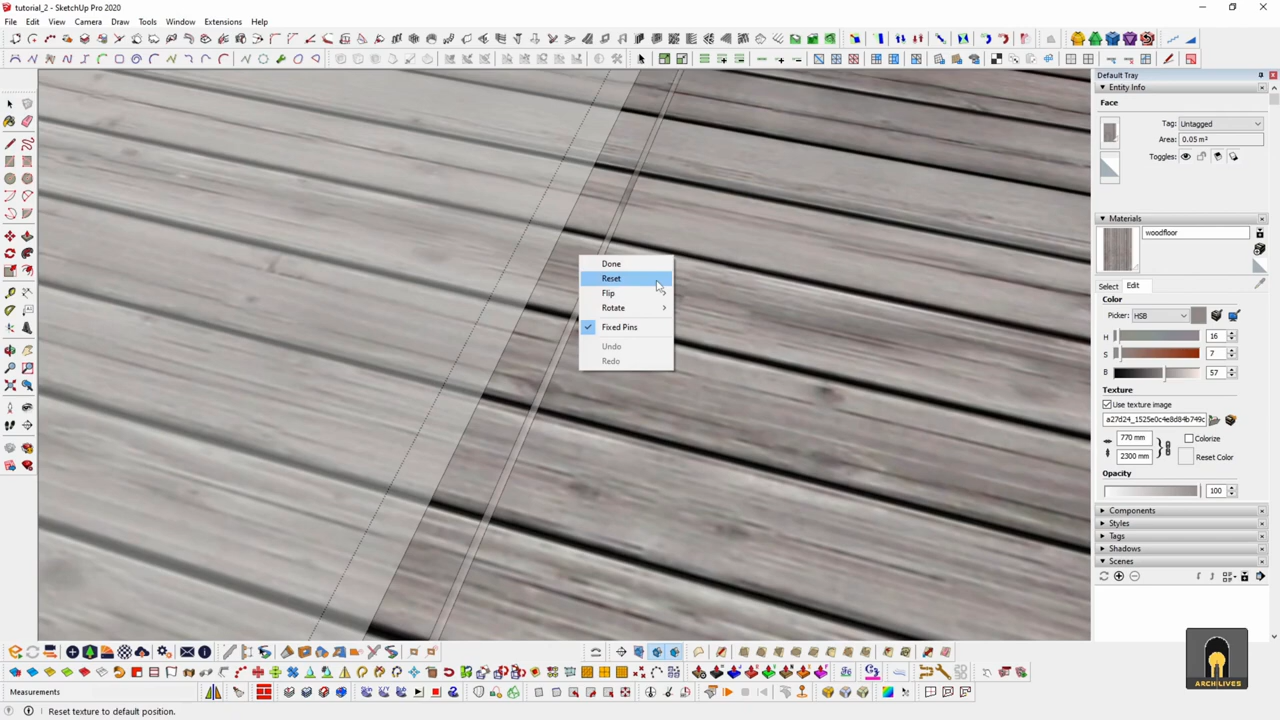 tutorial_2 - SketchUp Pro 2020
File Edit View Camera Draw Tools Window Extensions Help
Default Tray
Entity Info
Face
Tag: Untagged
Area: 0.05 m²
Toggles:
Materials
woodfloor
Select Edit
Color
Picker: HSB
H 16
S 7
B 57
Texture
Use texture image
a27d24_1525e0c4e8d84b749c
770 mm Colorize
2300 mm Reset Color
Opacity
100
Components
Styles
Tags
Shadows
Scenes
Done
Reset
Flip
Rotate
Fixed Pins
Undo
Redo
ARCHILIVES
Measurements
Reset texture to default position.